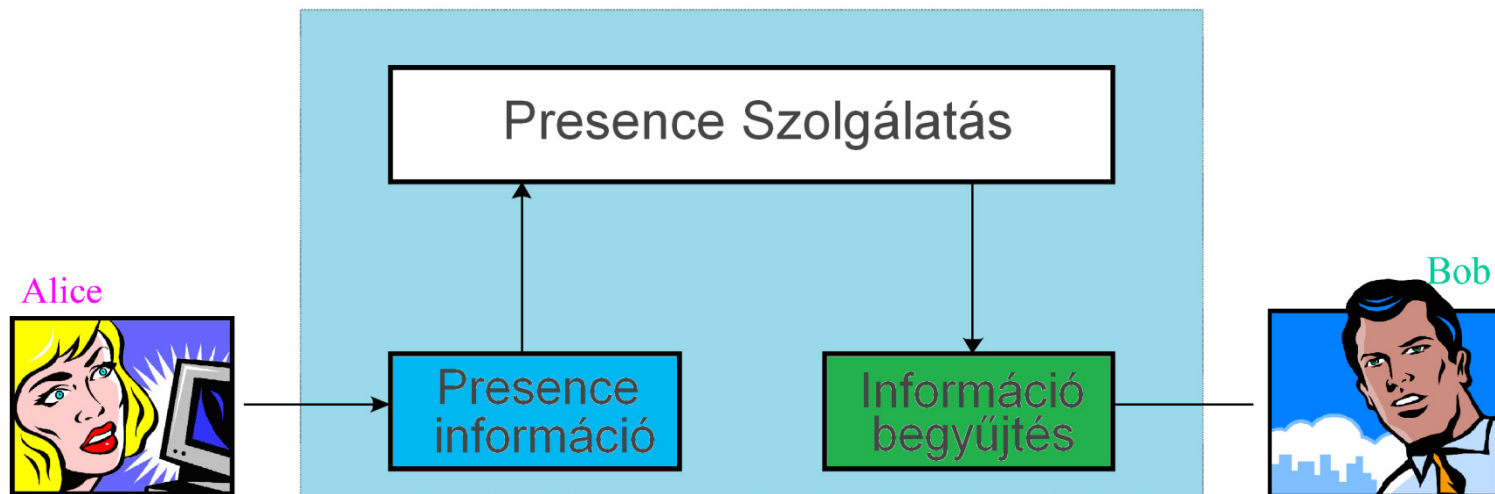 Presence Szolgálatás
Alice
Bob
Presence
információ
Információ
begyűjtés